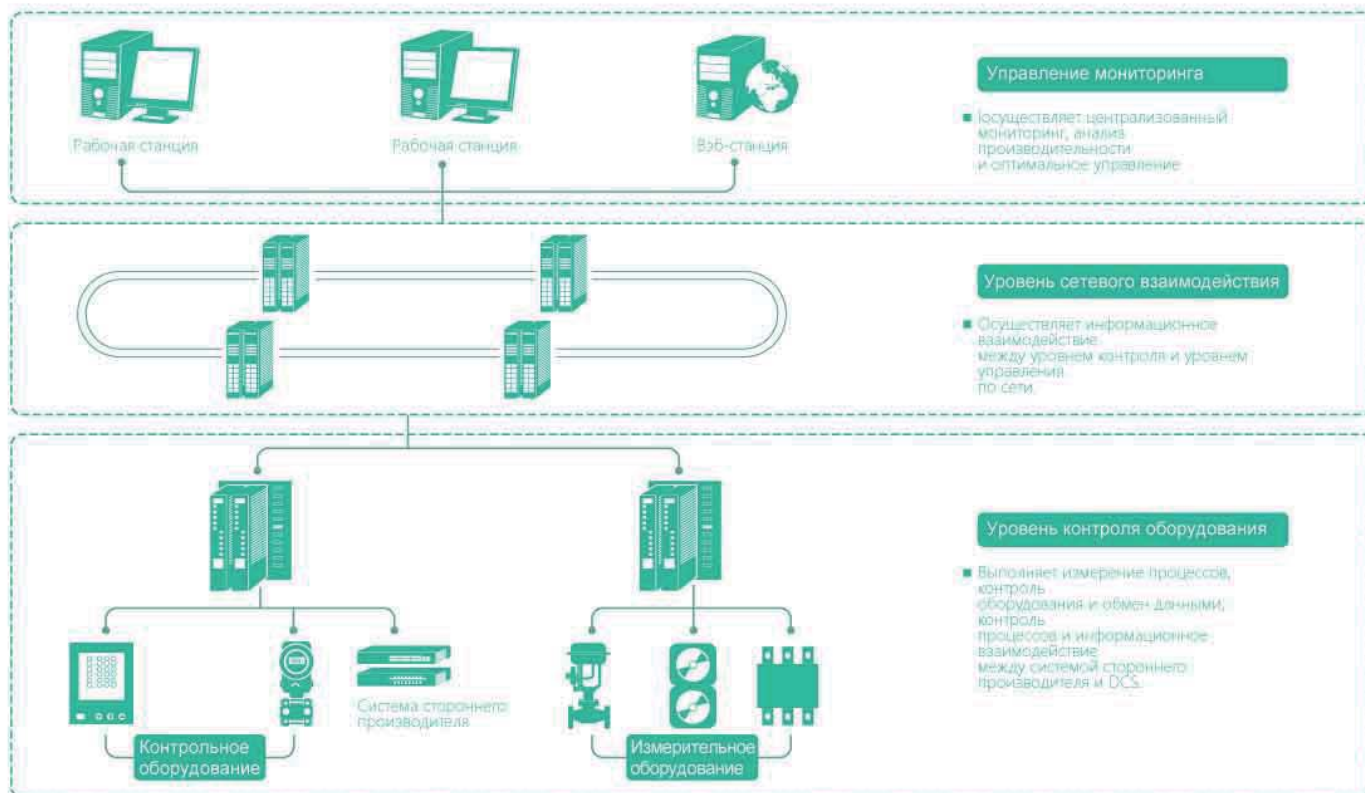 Рабочая станция
Рабочая станция
Вэб-станция
Управление мониторинга
■ Іосуществляет централизованный
мониторинг, анализ
производительности
и оптимальное управление
Уровень сетевого взаимодействия
■ Осуществляет информационное
взаимодействие
между уровнем контроля и уровнем
управления
по сети.
Уровень контроля оборудования
■ Выполняет измерение процессов,
контроль
оборудования и обмен данными,
контроль
процессов и информационное
взаимодействие
между системой стороннего
производителя и DCS.
Система стороннего
производителя
Контрольное
оборудование
Измерительное
оборудование